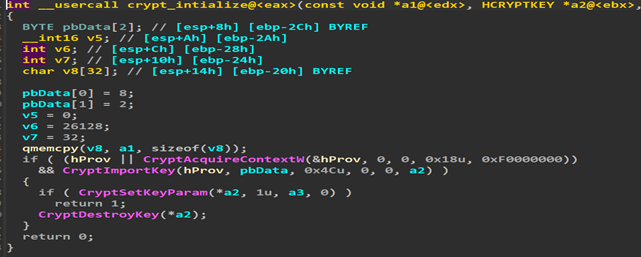 int __usercall crypt_intialize@<eax>(const void *a1@<edx>, HCRYPTKEY *a2@<ebx>,
{
BYTE pbData[2]; // [esp+8h] [ebp-2Ch] BYREF
__int16 v5; // [esp+Ah] [ebp-2Ah]
int v6; // [esp+Ch] [ebp-28h]
int v7; // [esp+10h] [ebp-24h]
char v8[32]; // [esp+14h] [ebp-20h] BYREF
pbData[0] = 8;
pbData[1] = 2;
v5 = 0;
v6 = 26128;
v7 = 32;
qmemcpy(v8, a1, sizeof(v8));
if ( (hProv || CryptAcquireContextW(&hProv, 0, 0, 0x18u, 0xF0000000))
&& CryptImportKey(hProv, pbData, 0x4Cu, 0, 0, a2) )
{
if ( CryptSetKeyParam(*a2, 1u, a3, 0) )
return 1;
CryptDestroyKey(*a2);
}
return 0;
}